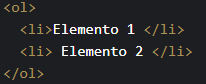 <ol>
<li>Elemento 1 </li>
<li> Elemento 2 </li>
</ol>